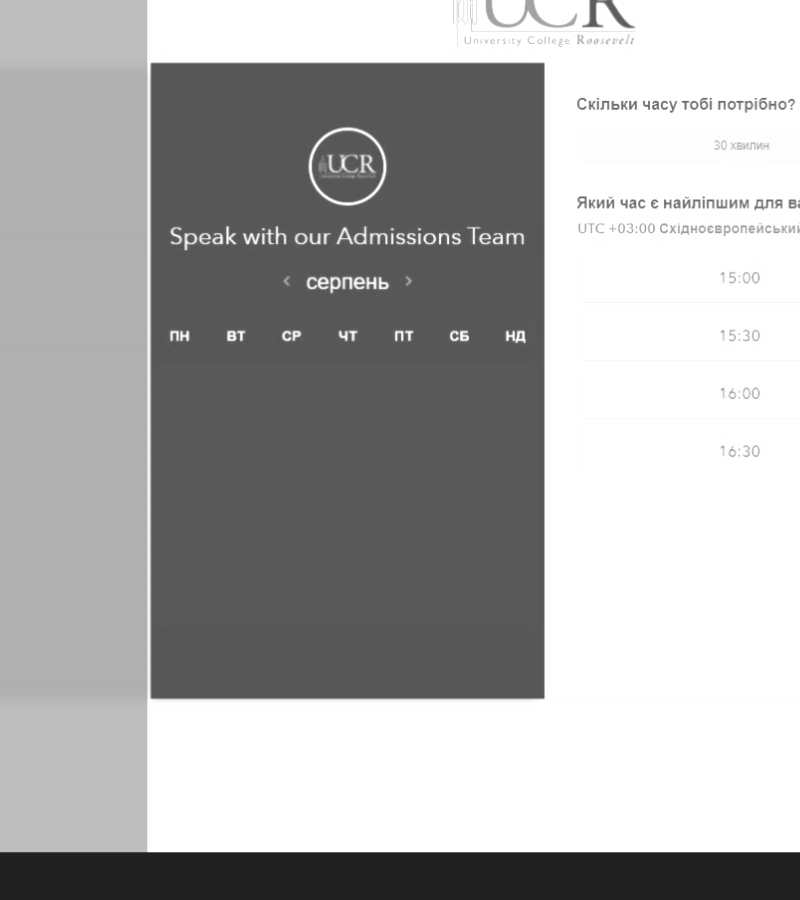 UCR
University College Roosevelt
UCR
Speak with our Admissions Team
‹ серпень ›
ПН ВТ СР ЧТ ПТ СБ НД
Скільки часу тобі потрібно?
30 хвилин
Який час є найліпшим для ва
UTC +03:00 Східноєвропейський
15:00
15:30
16:00
16:30